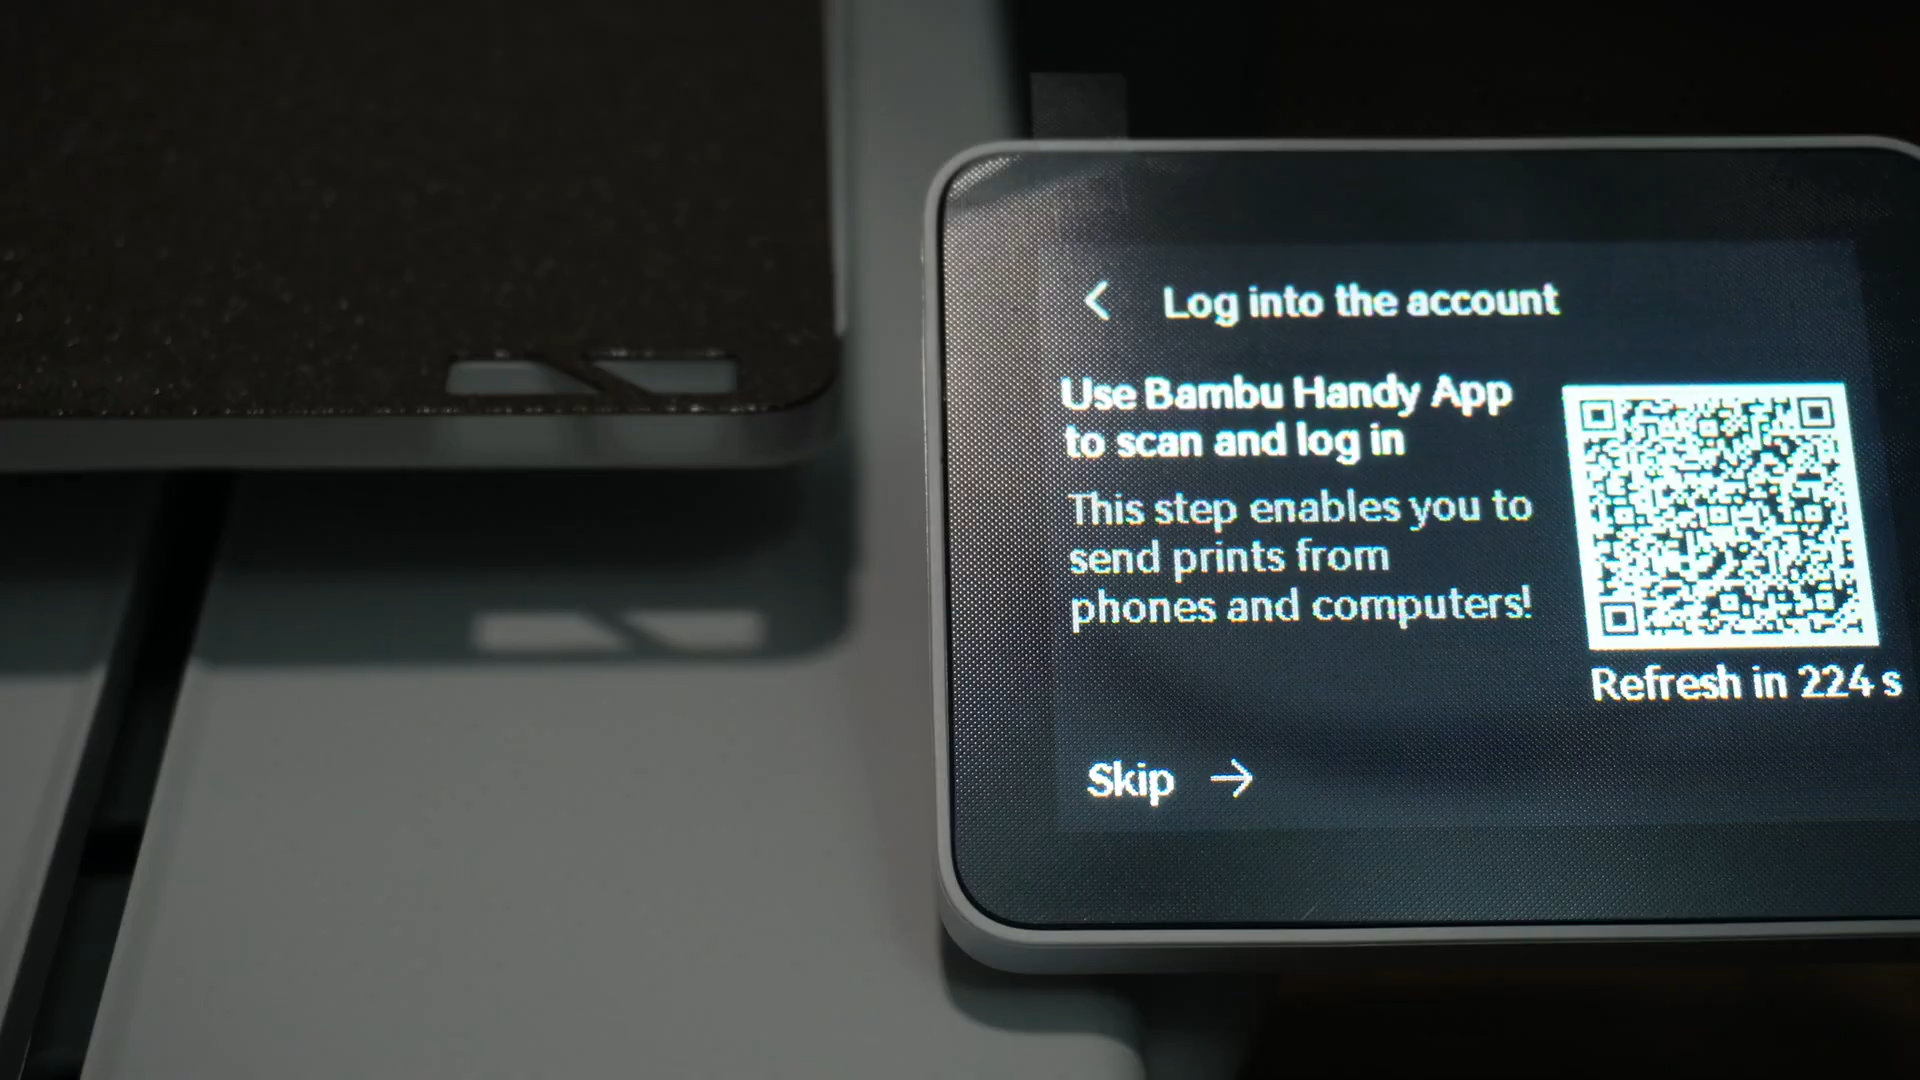 Log into the account
Use Bambu Handy App
to scan and log in
This step enables you to
send prints from
phones and computers!
Refresh in 224 s
Skip